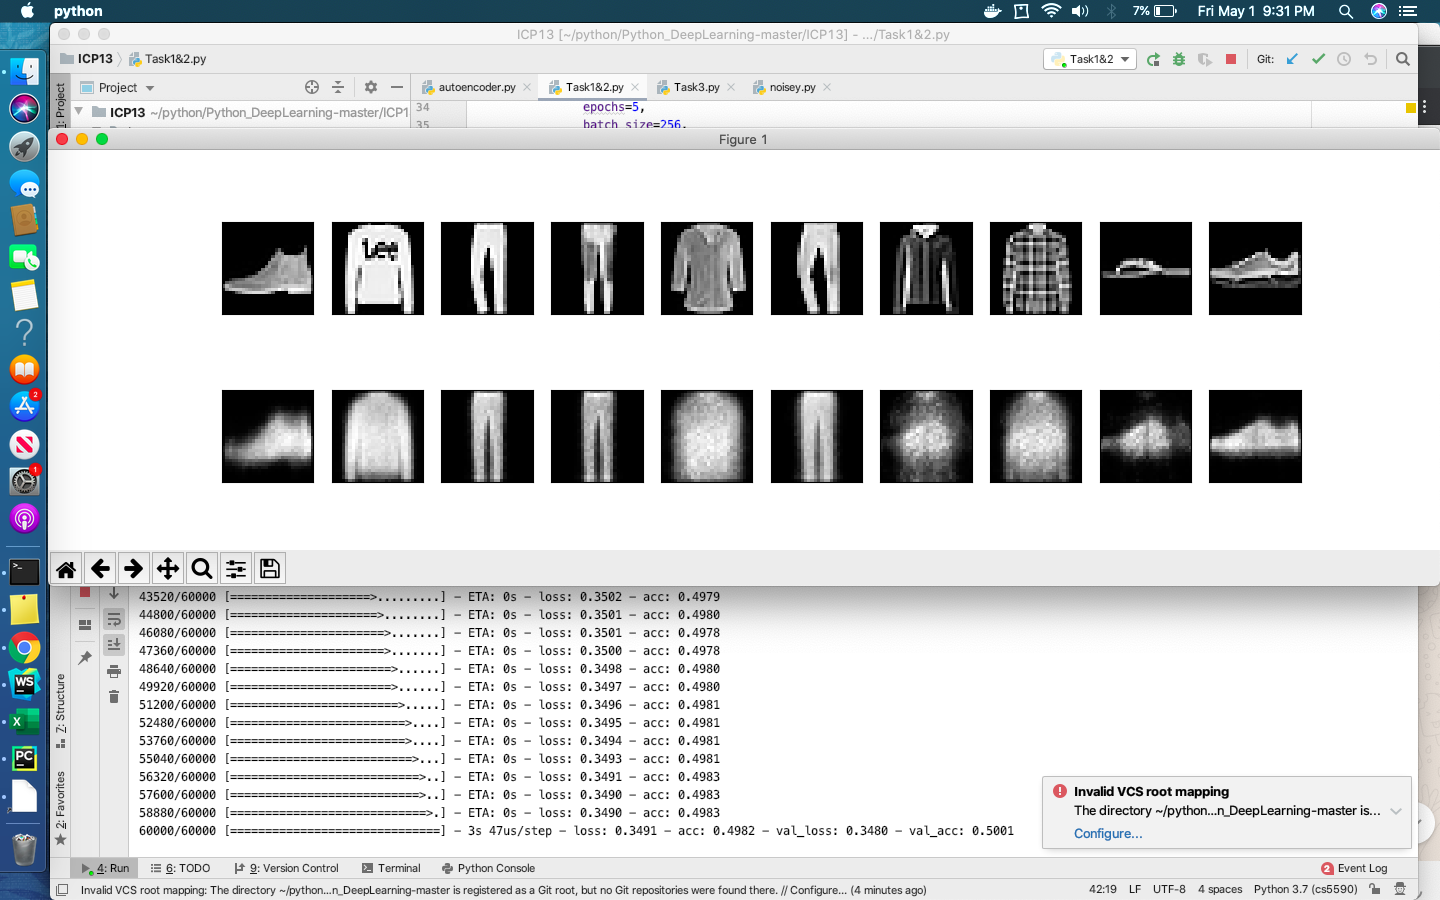 python
7%
Fri May 1 9:31 PM
ICP13 [~/python/Python_DeepLearning-master/ICP13] - .../Task1&2.py
ICP13
Task1&2.py
Task1&2
Git:
1: Project
Project
autoencoder.py
Task1&2.py
Task3.py
noisey.py
ICP13 ~/python/Python_DeepLearning-master/ICP1
34 epochs=5,
35 batch_size=256,
Figure 1
Lee
2
1
43520/60000 [=====================>.........] - ETA: 0s - loss: 0.3502 - acc: 0.4979
44800/60000 [=====================>........] - ETA: 0s - loss: 0.3501 - acc: 0.4980
46080/60000 [======================>.......] - ETA: 0s - loss: 0.3501 - acc: 0.4978
47360/60000 [======================>.......] - ETA: 0s - loss: 0.3500 - acc: 0.4978
48640/60000 [=======================>......] - ETA: 0s - loss: 0.3498 - acc: 0.4980
49920/60000 [=======================>......] - ETA: 0s - loss: 0.3497 - acc: 0.4980
51200/60000 [========================>.....] - ETA: 0s - loss: 0.3496 - acc: 0.4981
52480/60000 [=========================>....] - ETA: 0s - loss: 0.3495 - acc: 0.4981
53760/60000 [=========================>....] - ETA: 0s - loss: 0.3494 - acc: 0.4981
55040/60000 [==========================>...] - ETA: 0s - loss: 0.3493 - acc: 0.4981
56320/60000 [===========================>..] - ETA: 0s - loss: 0.3491 - acc: 0.4983
57600/60000 [===========================>..] - ETA: 0s - loss: 0.3490 - acc: 0.4983
58880/60000 [============================>.] - ETA: 0s - loss: 0.3490 - acc: 0.4983
60000/60000 [==============================] - 3s 47us/step - loss: 0.3491 - acc: 0.4982 - val_loss: 0.3480 - val_acc: 0.5001
WS
PC
Z: Structure
2: Favorites
Invalid VCS root mapping
The directory ~/python...n_DeepLearning-master is...
Configure...
4: Run
6: TODO
9: Version Control
Terminal
Python Console
2 Event Log
Invalid VCS root mapping: The directory ~/python...n_DeepLearning-master is registered as a Git root, but no Git repositories were found there. // Configure... (4 minutes ago)
42:19
LF
UTF-8
4 spaces
Python 3.7 (cs5590)